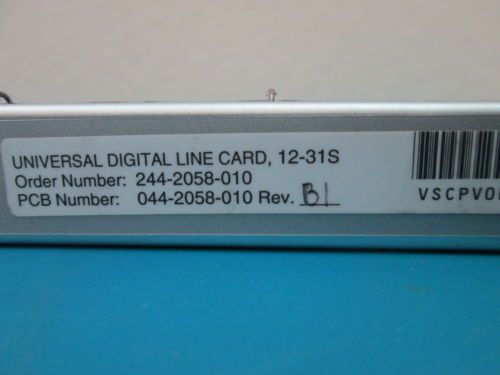 UNIVERSAL DIGITAL LINE CARD, 12-31S
Order Number: 244-2058-010
PCB Number: 044-2058-010 Rev. B1